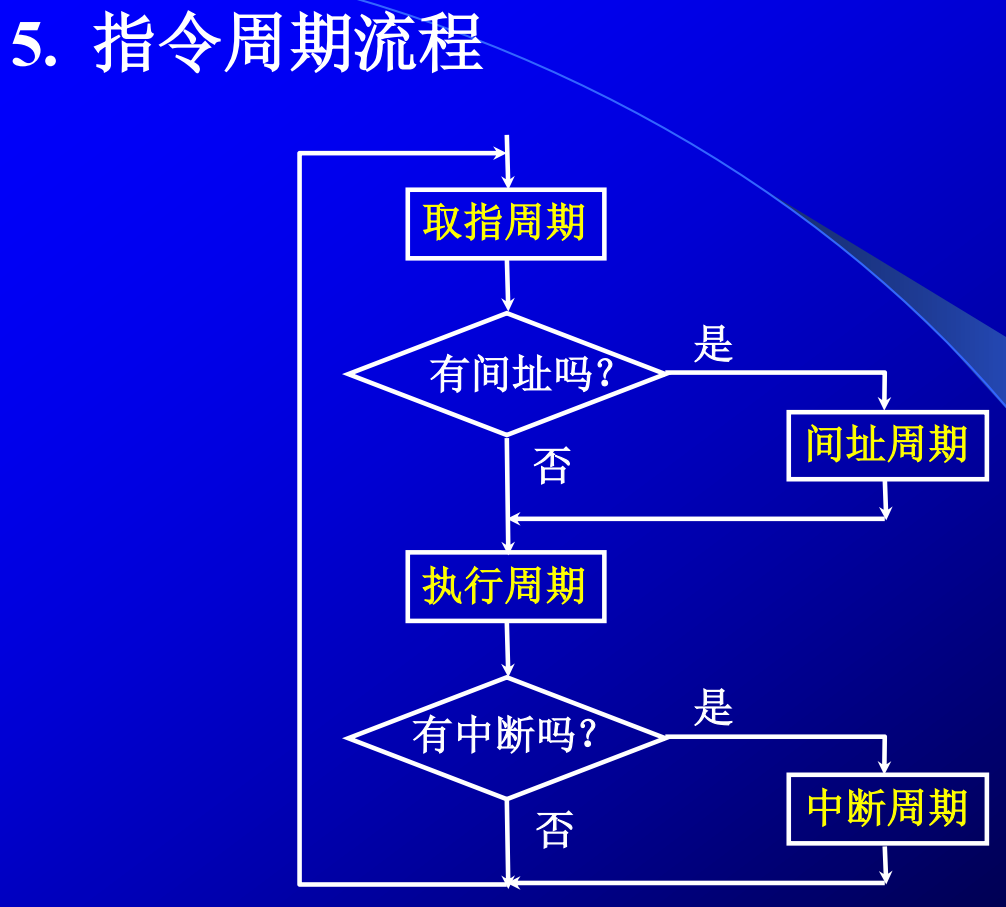 5. 指令周期流程
取指周期
有间址吗?
是
间址周期
否
执行周期
有中断吗?
是
中断周期
否